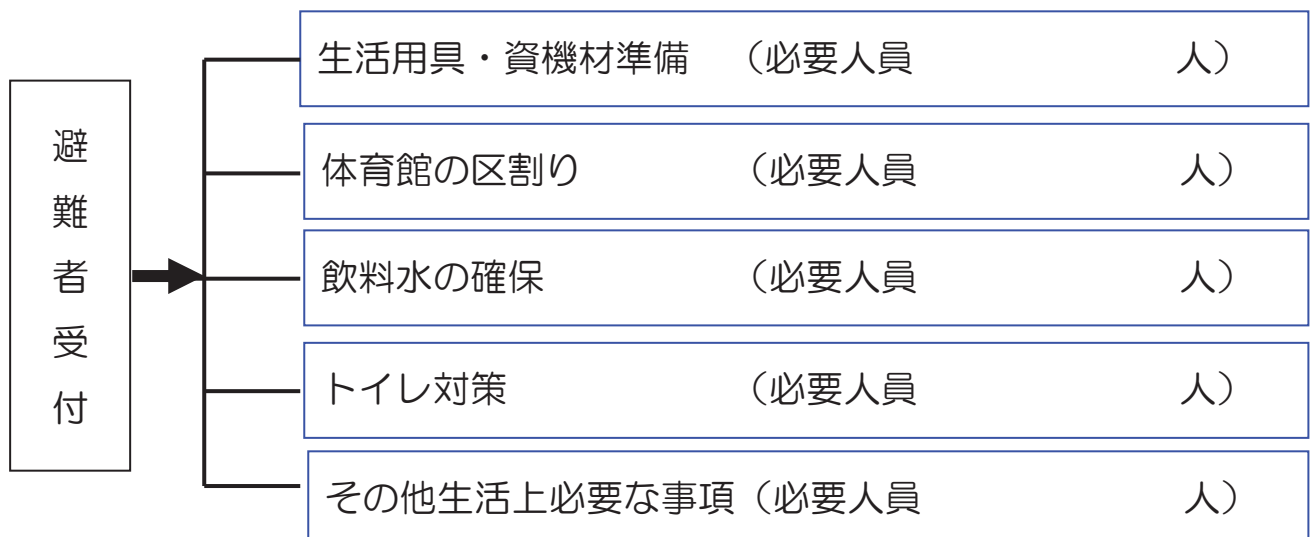 避難者受付
生活用具・資機材準備 （必要人員 人）
体育館の区割り （必要人員 人）
飲料水の確保 （必要人員 人）
トイレ対策 （必要人員 人）
その他生活上必要な事項（必要人員 人）